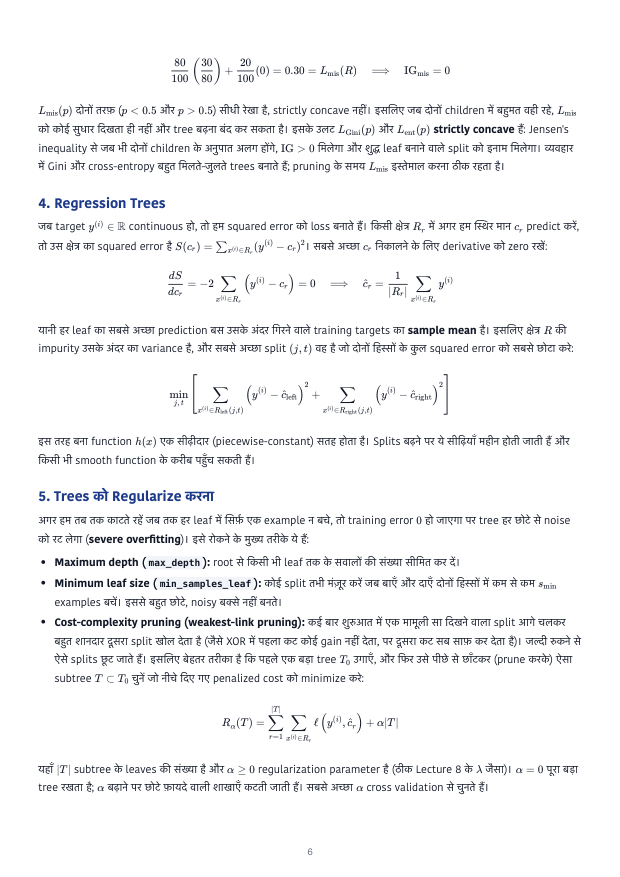 80/100 (30/80) + 20/100 (0) = 0.30 = L_mis(R) ⟹ IG_mis = 0
L_mis(p) दोनों तरफ़ (p < 0.5 और p > 0.5) सीधी रेखा है, strictly concave नहीं। इसलिए जब दोनों children में बहुमत वही रहे, L_mis
को कोई सुधार दिखता ही नहीं और tree बढ़ना बंद कर सकता है। इसके उलट L_Gini(p) और L_ent(p) strictly concave हैं: Jensen's
inequality से जब भी दोनों children के अनुपात अलग होंगे, IG > 0 मिलेगा और शुद्ध leaf बनाने वाले split को इनाम मिलेगा। व्यवहार
में Gini और cross-entropy बहुत मिलते-जुलते trees बनाते हैं; pruning के समय L_mis इस्तेमाल करना ठीक रहता है।
4. Regression Trees
जब target y^(i) ∈ ℝ continuous हो, तो हम squared error को loss बनाते हैं। किसी क्षेत्र R_r में अगर हम स्थिर मान c_r predict करें,
तो उस क्षेत्र का squared error है S(c_r) = ∑_{x^(i)∈R_r} (y^(i) − c_r)^2। सबसे अच्छा c_r निकालने के लिए derivative को zero रखें:
dS/dc_r = −2 ∑_{x^(i)∈R_r} (y^(i) − c_r) = 0 ⟹ ĉ_r = 1/|R_r| ∑_{x^(i)∈R_r} y^(i)
यानी हर leaf का सबसे अच्छा prediction बस उसके अंदर गिरने वाले training targets का sample mean है। इसलिए क्षेत्र R की
impurity उसके अंदर का variance है, और सबसे अच्छा split (j, t) वह है जो दोनों हिस्सों के कुल squared error को सबसे छोटा करे:
min_{j,t} [∑_{x^(i)∈R_left(j,t)} (y^(i) − ĉ_left)^2 + ∑_{x^(i)∈R_right(j,t)} (y^(i) − ĉ_right)^2]
इस तरह बना function h(x) एक सीढ़ीदार (piecewise-constant) सतह होता है। Splits बढ़ने पर ये सीढ़ियाँ महीन होती जाती हैं और
किसी भी smooth function के करीब पहुँच सकती हैं।
5. Trees को Regularize करना
अगर हम तब तक काटते रहें जब तक हर leaf में सिर्फ़ एक example न बचे, तो training error 0 हो जाएगा पर tree हर छोटे से noise
को रट लेगा (severe overfitting)। इसे रोकने के मुख्य तरीके ये हैं:
• Maximum depth (max_depth): root से किसी भी leaf तक के सवालों की संख्या सीमित कर दें।
• Minimum leaf size (min_samples_leaf): कोई split तभी मंज़ूर करें जब बाएँ और दाएँ दोनों हिस्सों में कम से कम s_min
examples बचें। इससे बहुत छोटे, noisy बक्से नहीं बनते।
• Cost-complexity pruning (weakest-link pruning): कई बार शुरुआत में एक मामूली सा दिखने वाला split आगे चलकर
बहुत शानदार दूसरा split खोल देता है (जैसे XOR में पहला कट कोई gain नहीं देता, पर दूसरा कट सब साफ़ कर देता है)। जल्दी रुकने से
ऐसे splits छूट जाते हैं। इसलिए बेहतर तरीका है कि पहले एक बड़ा tree T_0 उगाएँ, और फिर उसे पीछे से छाँटकर (prune करके) ऐसा
subtree T ⊂ T_0 चुनें जो नीचे दिए गए penalized cost को minimize करे:
R_α(T) = ∑_{r=1}^{|T|} ∑_{x^(i)∈R_r} ℓ (y^(i), ĉ_r) + α|T|
यहाँ |T| subtree के leaves की संख्या है और α ≥ 0 regularization parameter है (ठीक Lecture 8 के λ जैसा)। α = 0 पूरा बड़ा
tree रखता है; α बढ़ाने पर छोटे फ़ायदे वाली शाखाएँ कटती जाती हैं। सबसे अच्छा α cross validation से चुनते हैं।
6